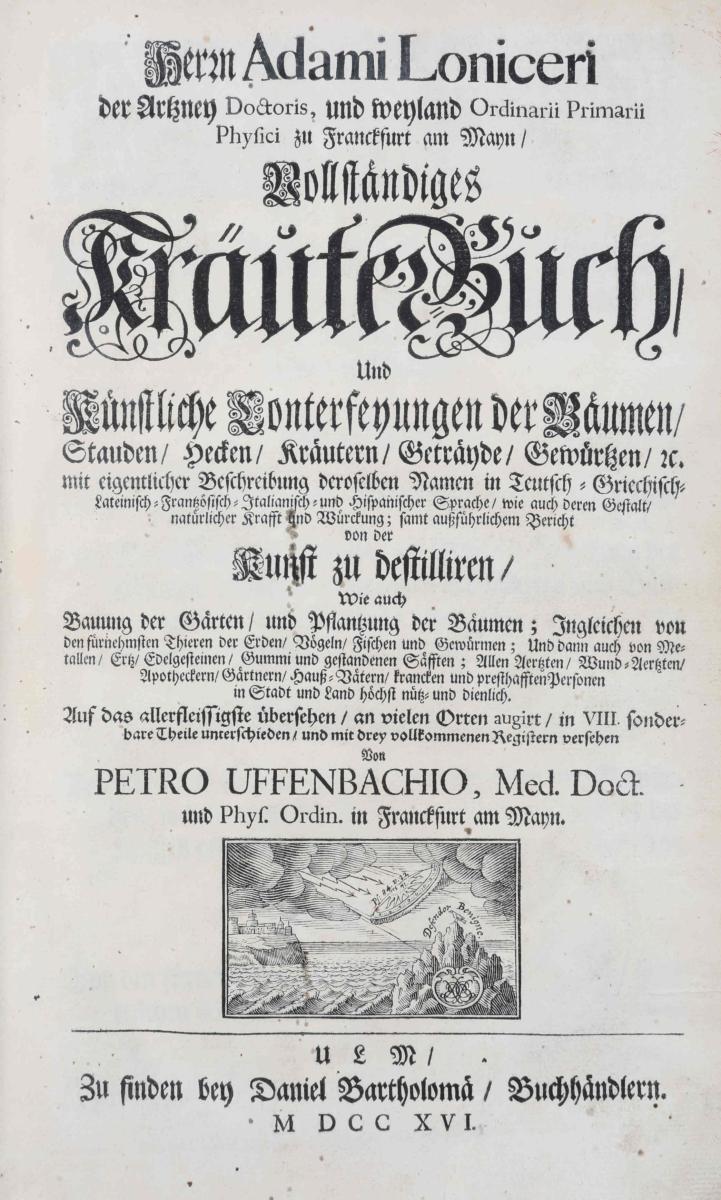 Herrn Adami Loniceri
der Artzney Doctoris, und weyland Ordinarii Primarii
Physici zu Franckfurt am Mayn/
Vollständiges
Kräuter-Buch/
Und
Künstliche Conterfeyungen der Bäumen/
Stauden/ Hecken/ Kräutern/ Geträyde/ Gewürtzen/ ꝛc.
mit eigentlicher Beschreibung deroselben Namen in Teutsch-Griechisch-
Lateinisch-Frantzösisch-Italianisch-und Hispanischer Sprache/ wie auch deren Gestalt/
natürlicher Krafft und Würckung; samt außführlichem Bericht
von der
Kunst zu destilliren/
Wie auch
Bauung der Gärten/ und Pflantzung der Bäumen; Ingleichen von
den fürnehmsten Thieren der Erden/ Vögeln/ Fischen und Gewürmen; Und dann auch von Me-
tallen/ Ertz/ Edelgesteinen/ Gummi und gestandenen Säfften; Allen Aertzten/ Wund-Aertzten/
Apotheckern/ Gärtnern/ Hauß-Vätern/ krancken und presthafften Personen
in Stadt und Land höchst nütz- und dienlich.
Auf das allerfleissigste übersehen/ an vielen Orten augirt/ in VIII. sonder-
bare Theile unterschieden/ und mit drey vollkommenen Registern versehen
Von
PETRO UFFENBACHIO, Med. Doct.
und Phys. Ordin. in Franckfurt am Mayn.
Defendor Benigne.
ULM/
Zu finden bey Daniel Bartholomä/ Buchhändlern.
M DCC XVI.